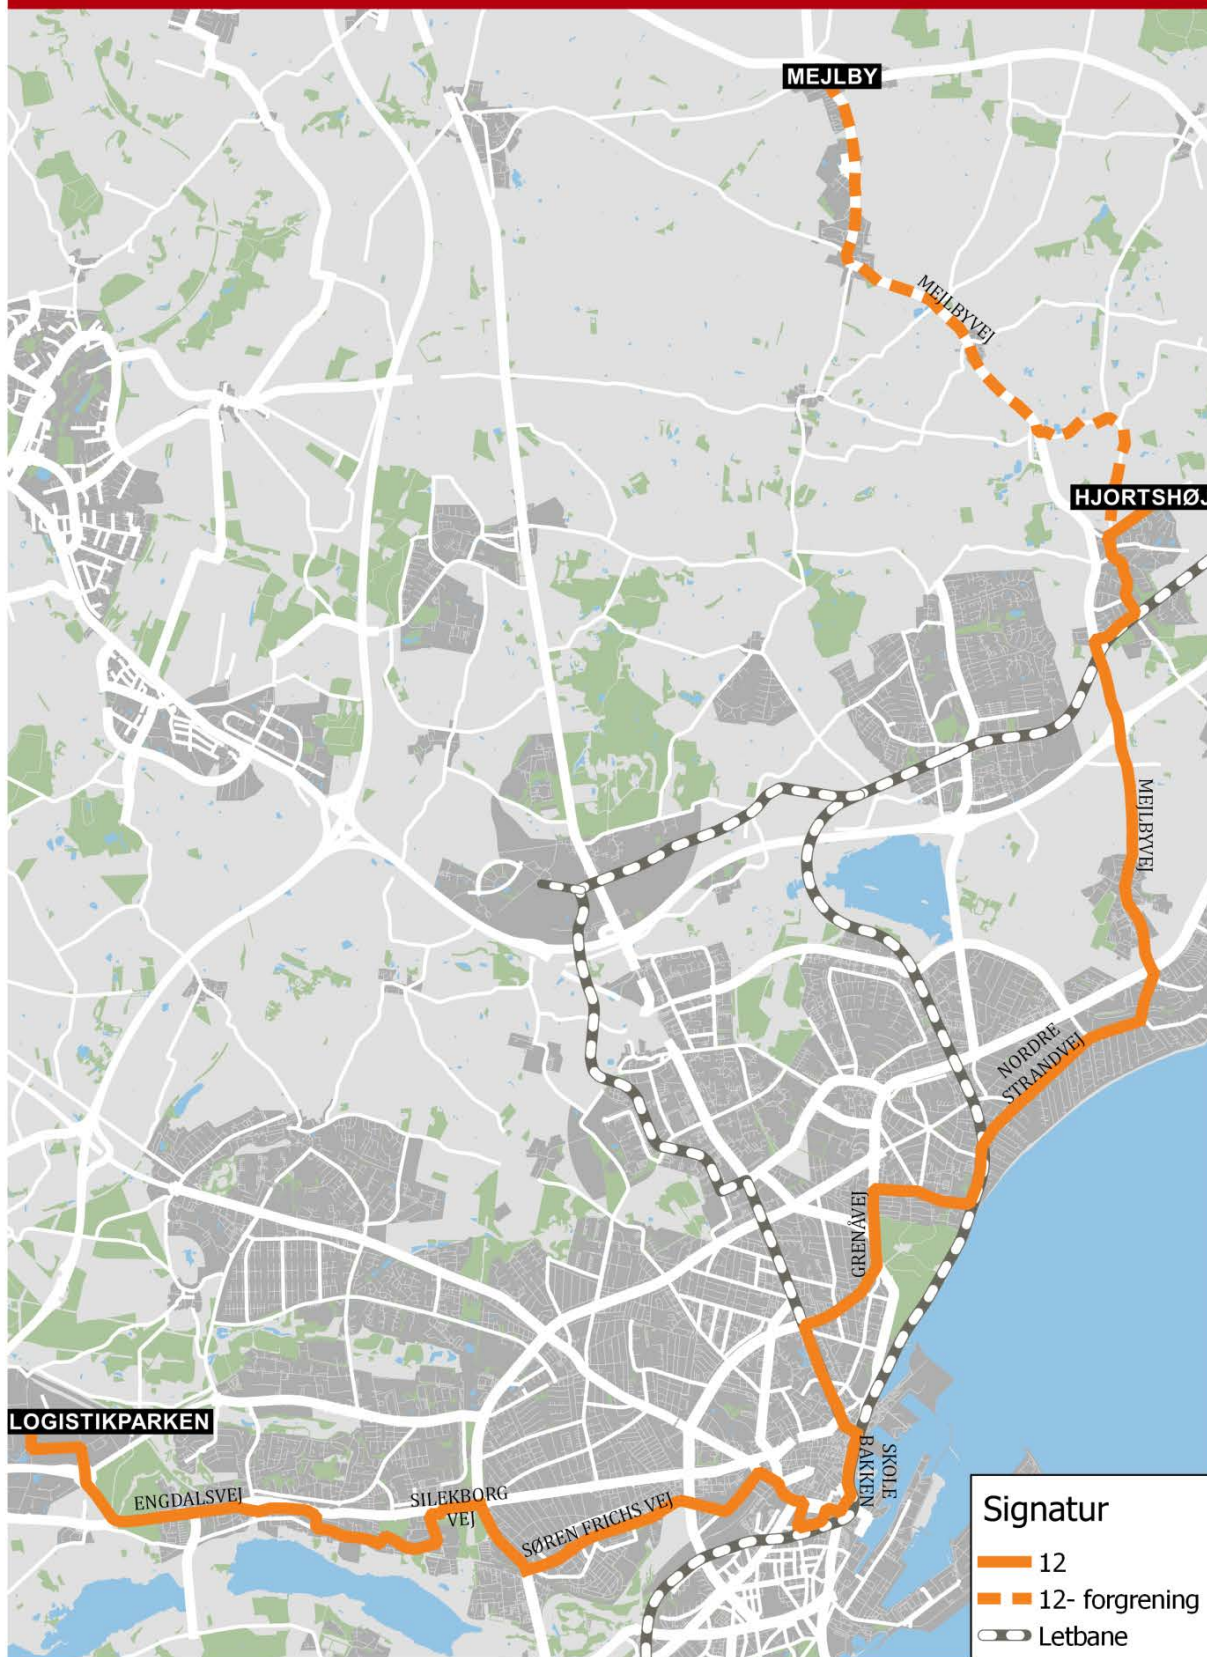 MEJLBY
MEJLBYVEJ
HJORTSHØJ
MEJLBYVEJ
NORDRE
STRANDVEJ
GRENÅVEJ
LOGISTIKPARKEN
SKOLE
BAKKEN
ENGDALSVEJ
SILEKBORG
VEJ
SØREN FRICHS VEJ
Signatur
12
12- forgrening
Letbane